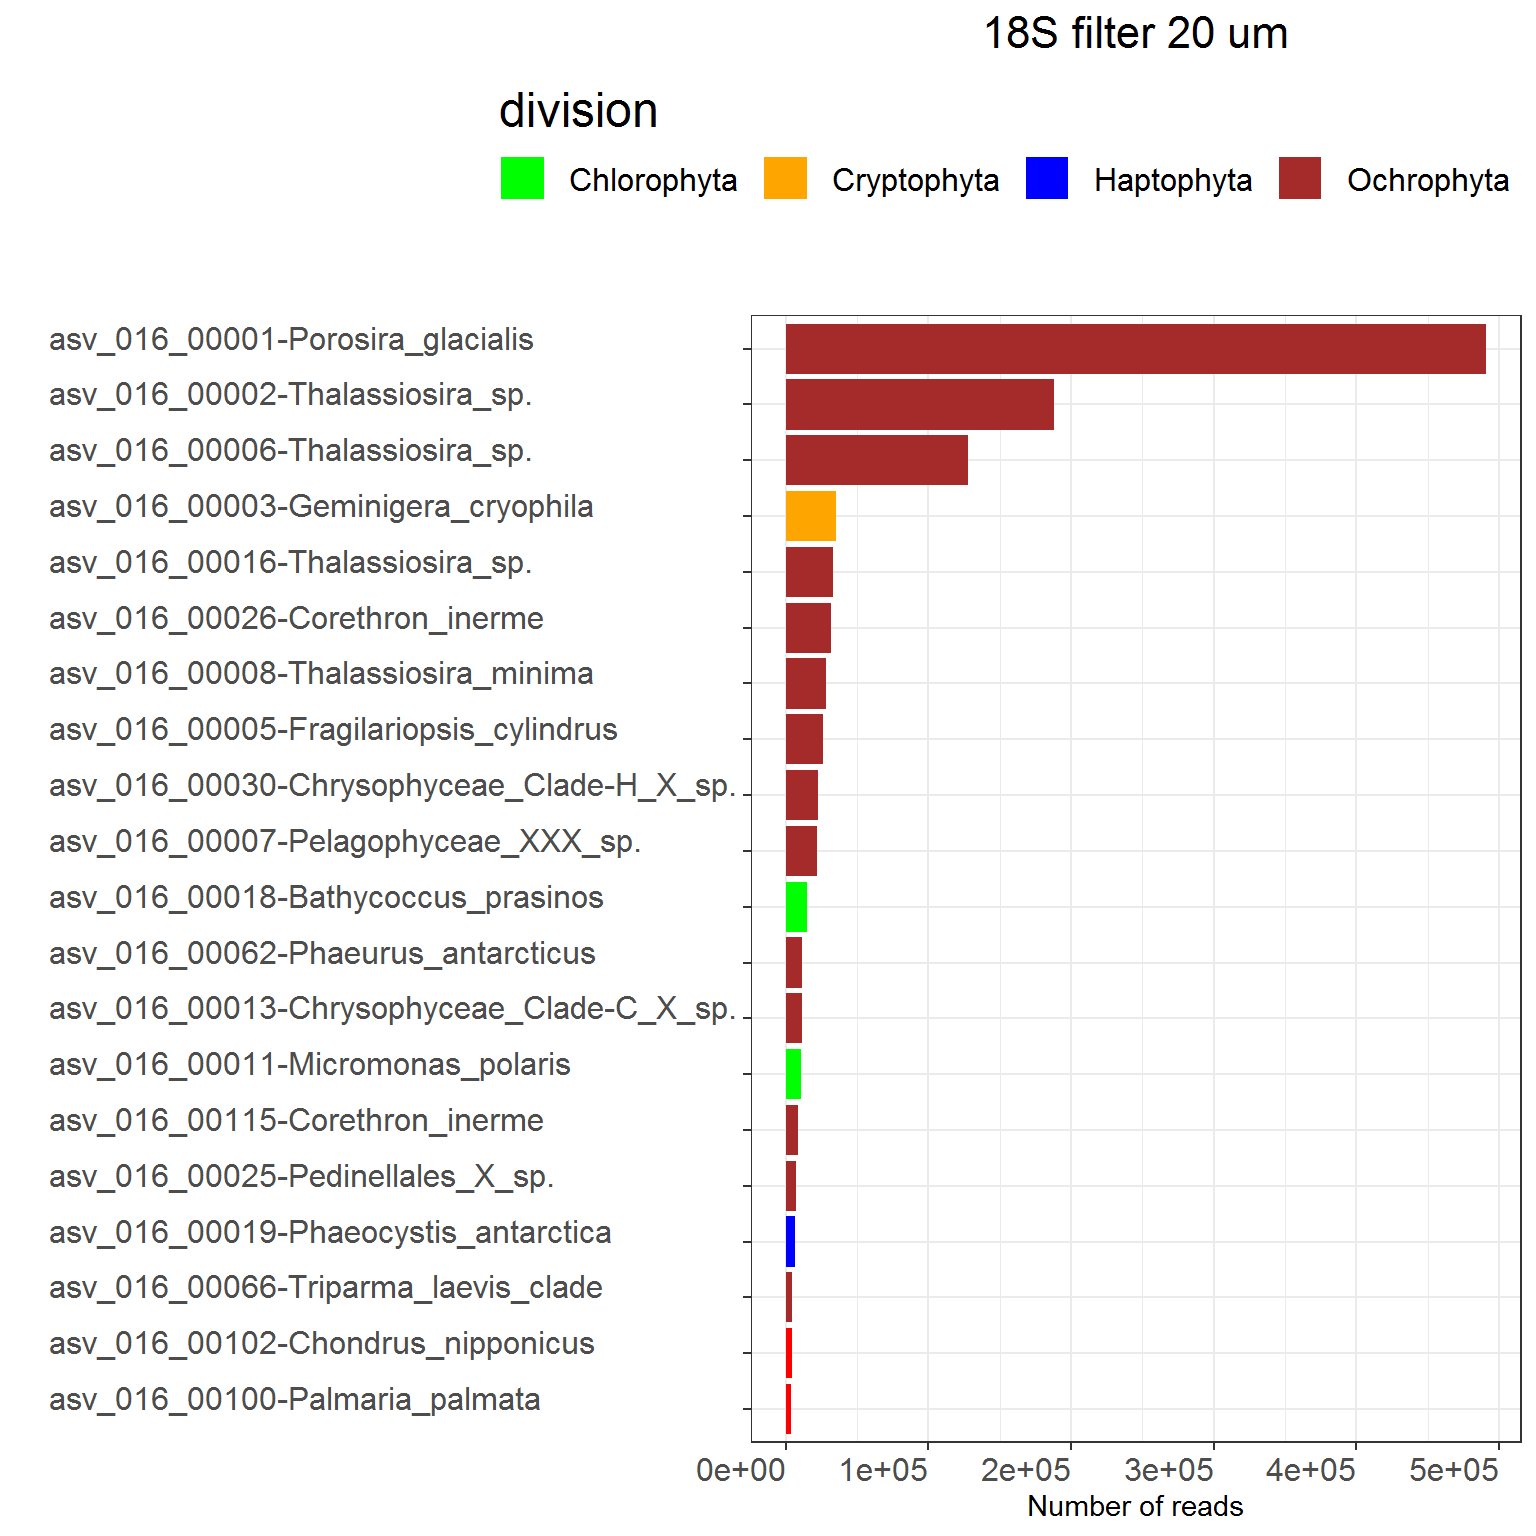 18S filter 20 um
division
Chlorophyta Cryptophyta Haptophyta Ochrophyta
asv_016_00001-Porosira_glacialis
asv_016_00002-Thalassiosira_sp.
asv_016_00006-Thalassiosira_sp.
asv_016_00003-Geminigera_cryophila
asv_016_00016-Thalassiosira_sp.
asv_016_00026-Corethron_inerme
asv_016_00008-Thalassiosira_minima
asv_016_00005-Fragilariopsis_cylindrus
asv_016_00030-Chrysophyceae_Clade-H_X_sp.
asv_016_00007-Pelagophyceae_XXX_sp.
asv_016_00018-Bathycoccus_prasinos
asv_016_00062-Phaeurus_antarcticus
asv_016_00013-Chrysophyceae_Clade-C_X_sp.
asv_016_00011-Micromonas_polaris
asv_016_00115-Corethron_inerme
asv_016_00025-Pedinellales_X_sp.
asv_016_00019-Phaeocystis_antarctica
asv_016_00066-Triparma_laevis_clade
asv_016_00102-Chondrus_nipponicus
asv_016_00100-Palmaria_palmata
0e+00 1e+05 2e+05 3e+05 4e+05 5e+05
Number of reads